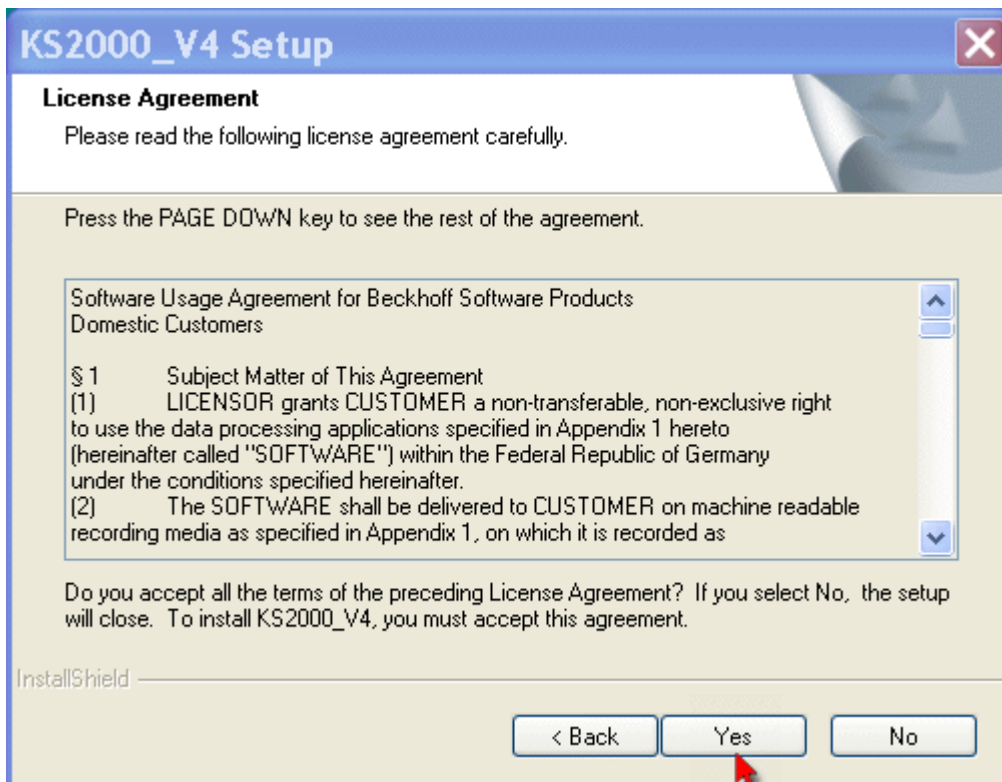 KS2000_V4 Setup
License Agreement
Please read the following license agreement carefully.
Press the PAGE DOWN key to see the rest of the agreement.
Software Usage Agreement for Beckhoff Software Products
Domestic Customers
§ 1 Subject Matter of This Agreement
(1) LICENSOR grants CUSTOMER a non-transferable, non-exclusive right
to use the data processing applications specified in Appendix 1 hereto
(hereinafter called "SOFTWARE") within the Federal Republic of Germany
under the conditions specified hereinafter.
(2) The SOFTWARE shall be delivered to CUSTOMER on machine readable
recording media as specified in Appendix 1, on which it is recorded as
Do you accept all the terms of the preceding License Agreement? If you select No, the setup
will close. To install KS2000_V4, you must accept this agreement.
InstallShield
< Back Yes No